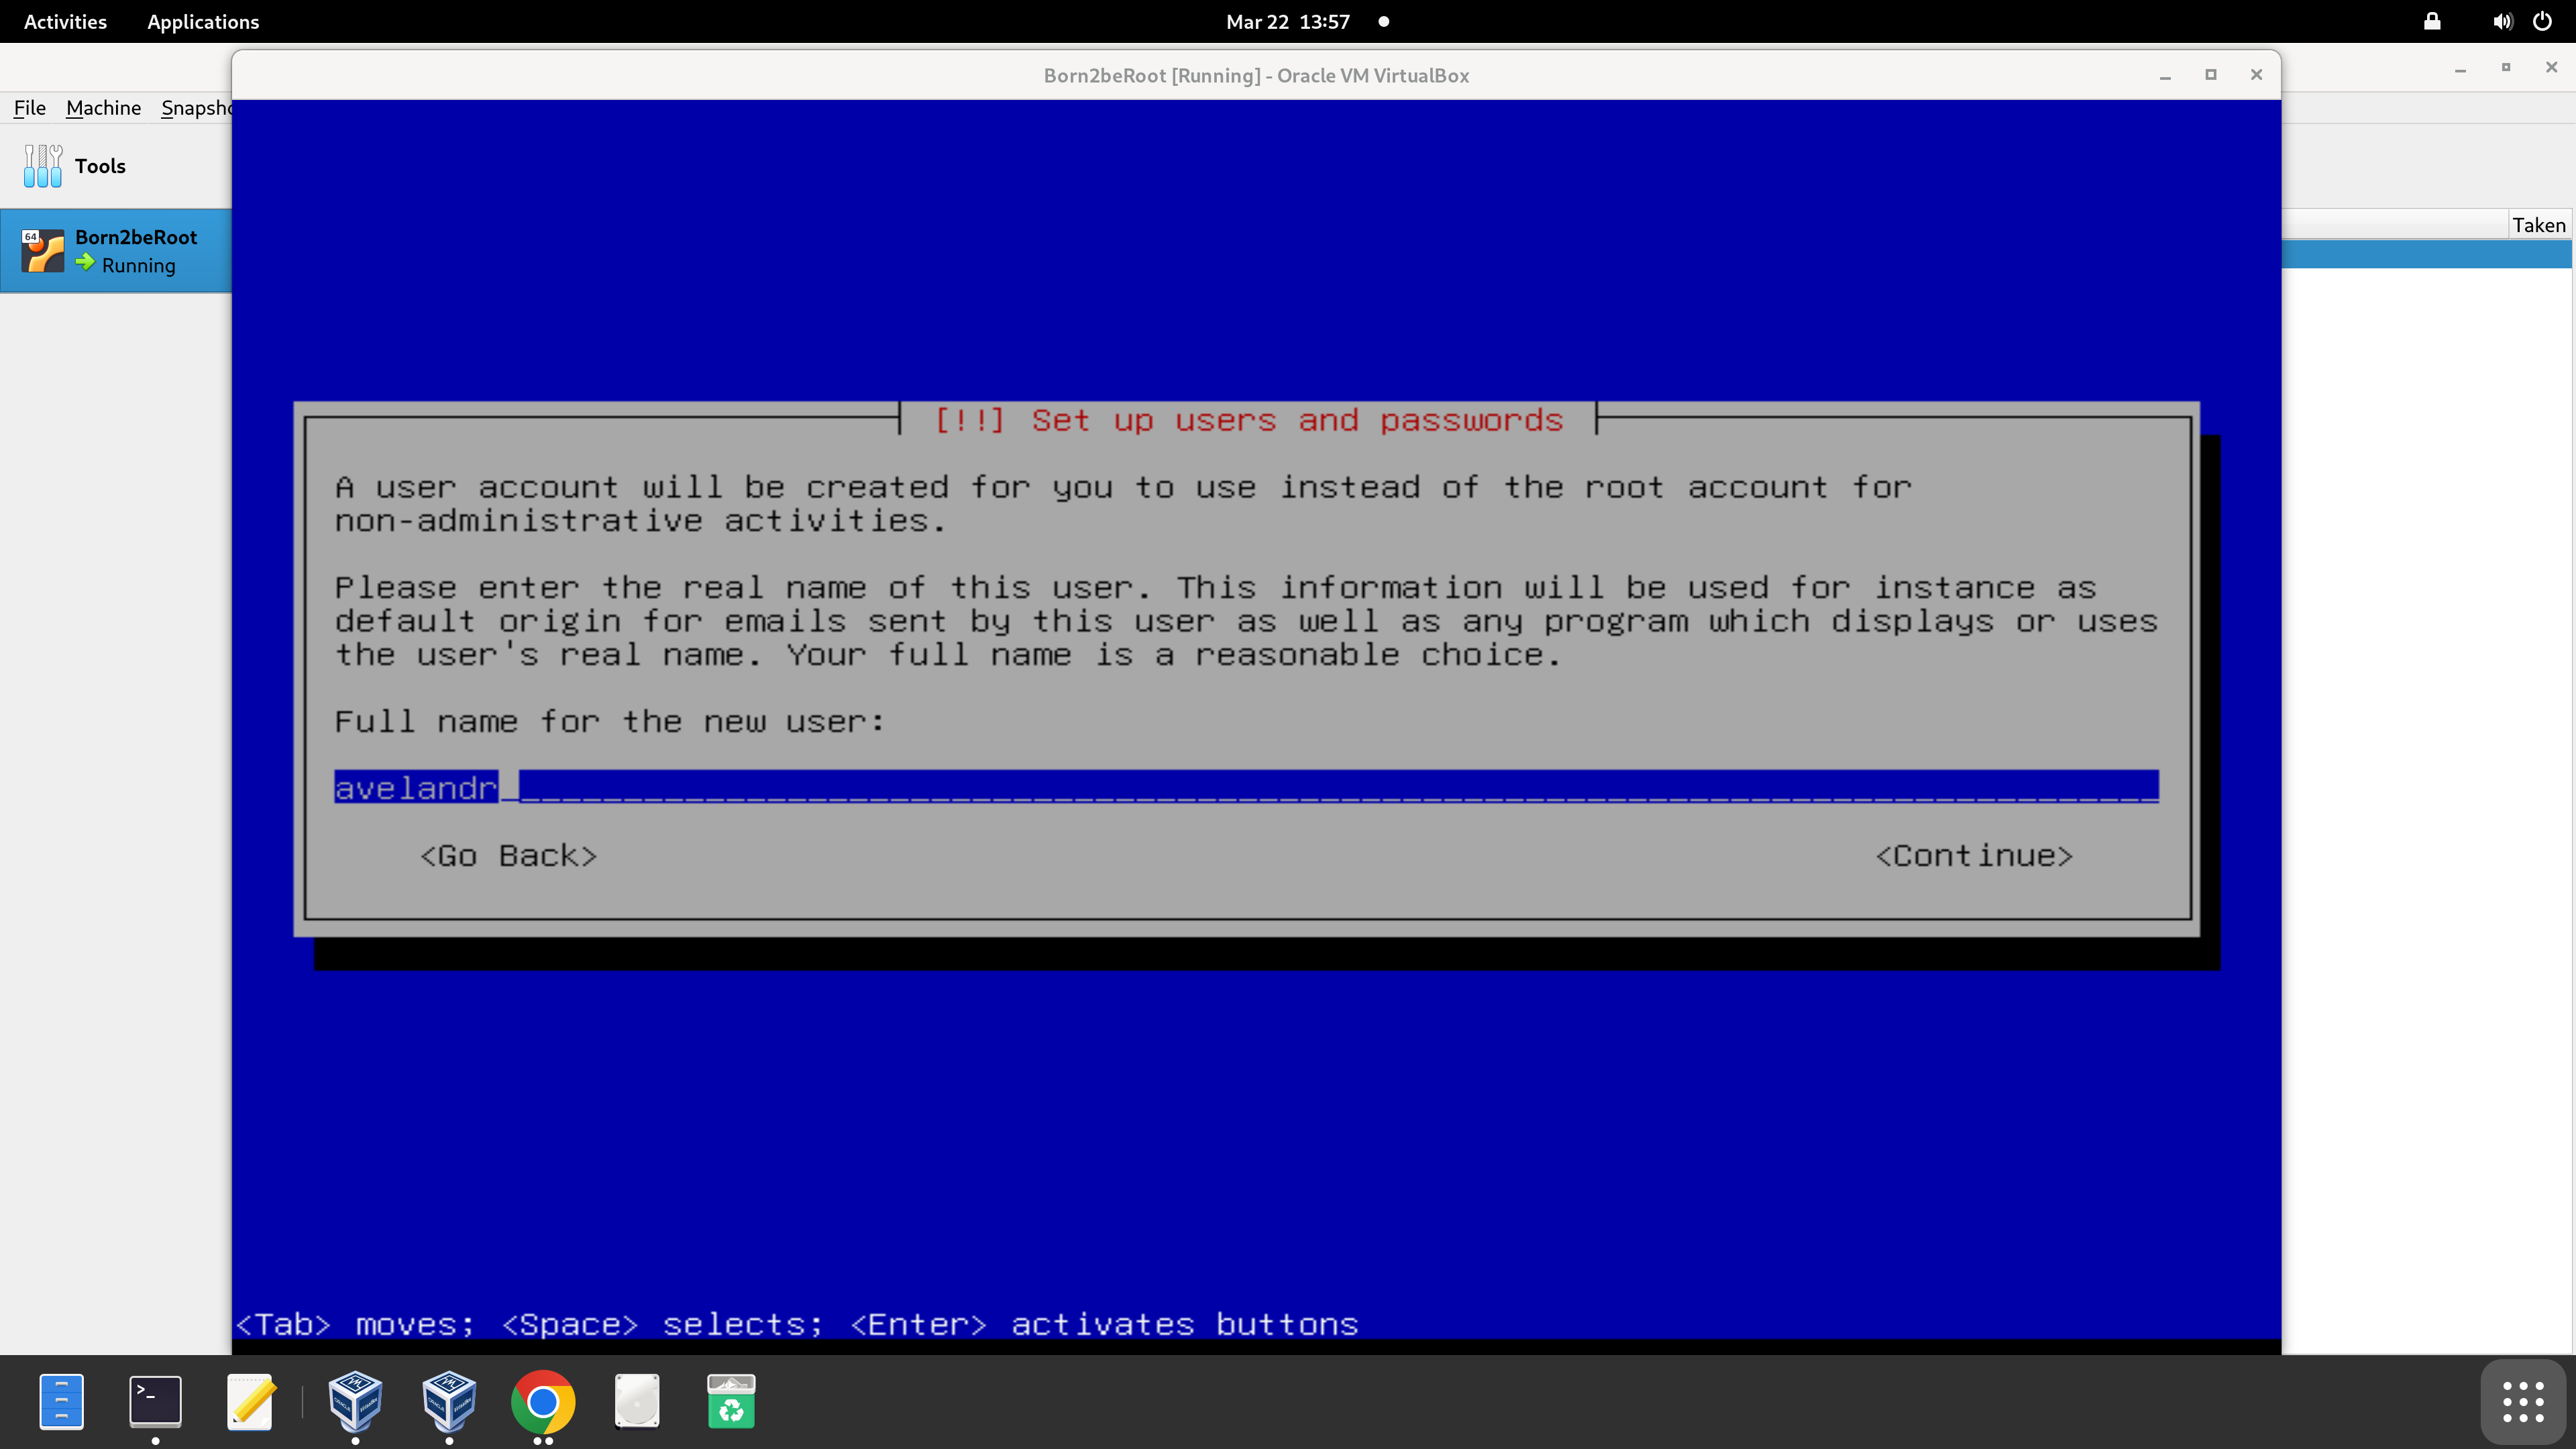 Activities Applications Mar 22 13:57
Born2beRoot [Running] - Oracle VM VirtualBox
File Machine Snapsho
Tools
Taken
64 Born2beRoot
Running
[!!] Set up users and passwords
A user account will be created for you to use instead of the root account for
non-administrative activities.
Please enter the real name of this user. This information will be used for instance as
default origin for emails sent by this user as well as any program which displays or uses
the user's real name. Your full name is a reasonable choice.
Full name for the new user:
avelandr
<Go Back> <Continue>
<Tab> moves; <Space> selects; <Enter> activates buttons